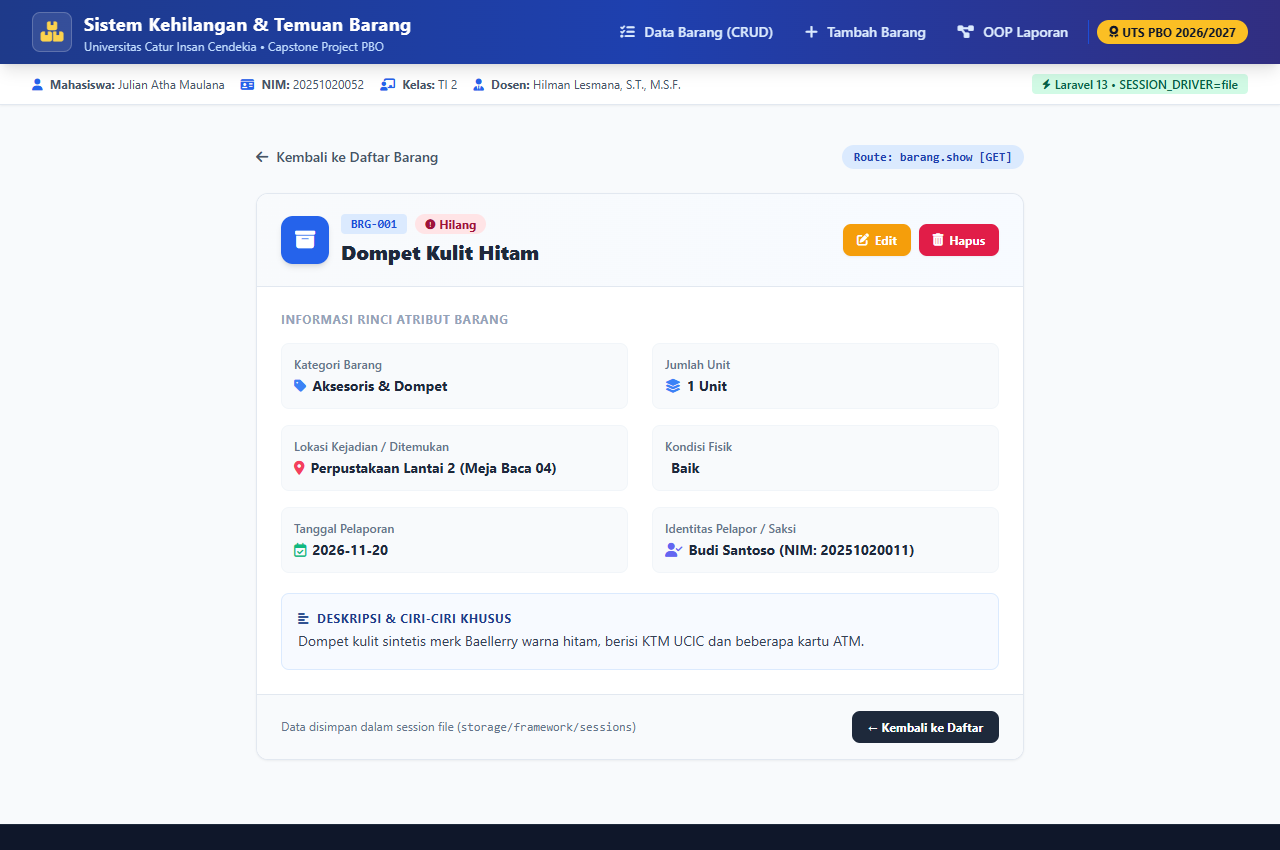 Sistem Kehilangan & Temuan Barang
Universitas Catur Insan Cendekia • Capstone Project PBO
Data Barang (CRUD)
Tambah Barang
OOP Laporan
UTS PBO 2026/2027
Mahasiswa: Julian Atha Maulana
NIM: 20251020052
Kelas: TI 2
Dosen: Hilman Lesmana, S.T., M.S.F.
Laravel 13 • SESSION_DRIVER=file
← Kembali ke Daftar Barang
Route: barang.show [GET]
BRG-001
Hilang
Dompet Kulit Hitam
Edit
Hapus
INFORMASI RINCI ATRIBUT BARANG
Kategori Barang
Aksesoris & Dompet
Jumlah Unit
1 Unit
Lokasi Kejadian / Ditemukan
Perpustakaan Lantai 2 (Meja Baca 04)
Kondisi Fisik
Baik
Tanggal Pelaporan
2026-11-20
Identitas Pelapor / Saksi
Budi Santoso (NIM: 20251020011)
DESKRIPSI & CIRI-CIRI KHUSUS
Dompet kulit sintetis merk Baellerry warna hitam, berisi KTM UCIC dan beberapa kartu ATM.
Data disimpan dalam session file (storage/framework/sessions)
← Kembali ke Daftar